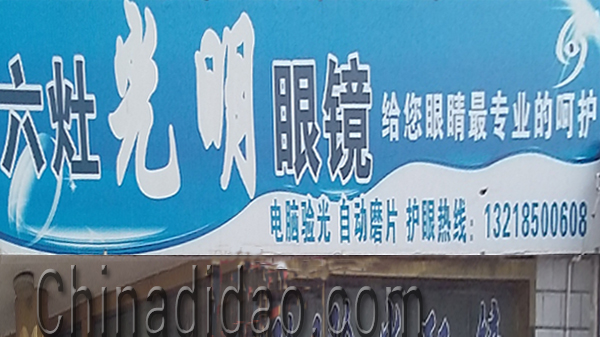 六灶光明眼镜
给您眼睛最专业的呵护
电脑验光 自动磨片 护眼热线：13218500608
Chinadidao.com